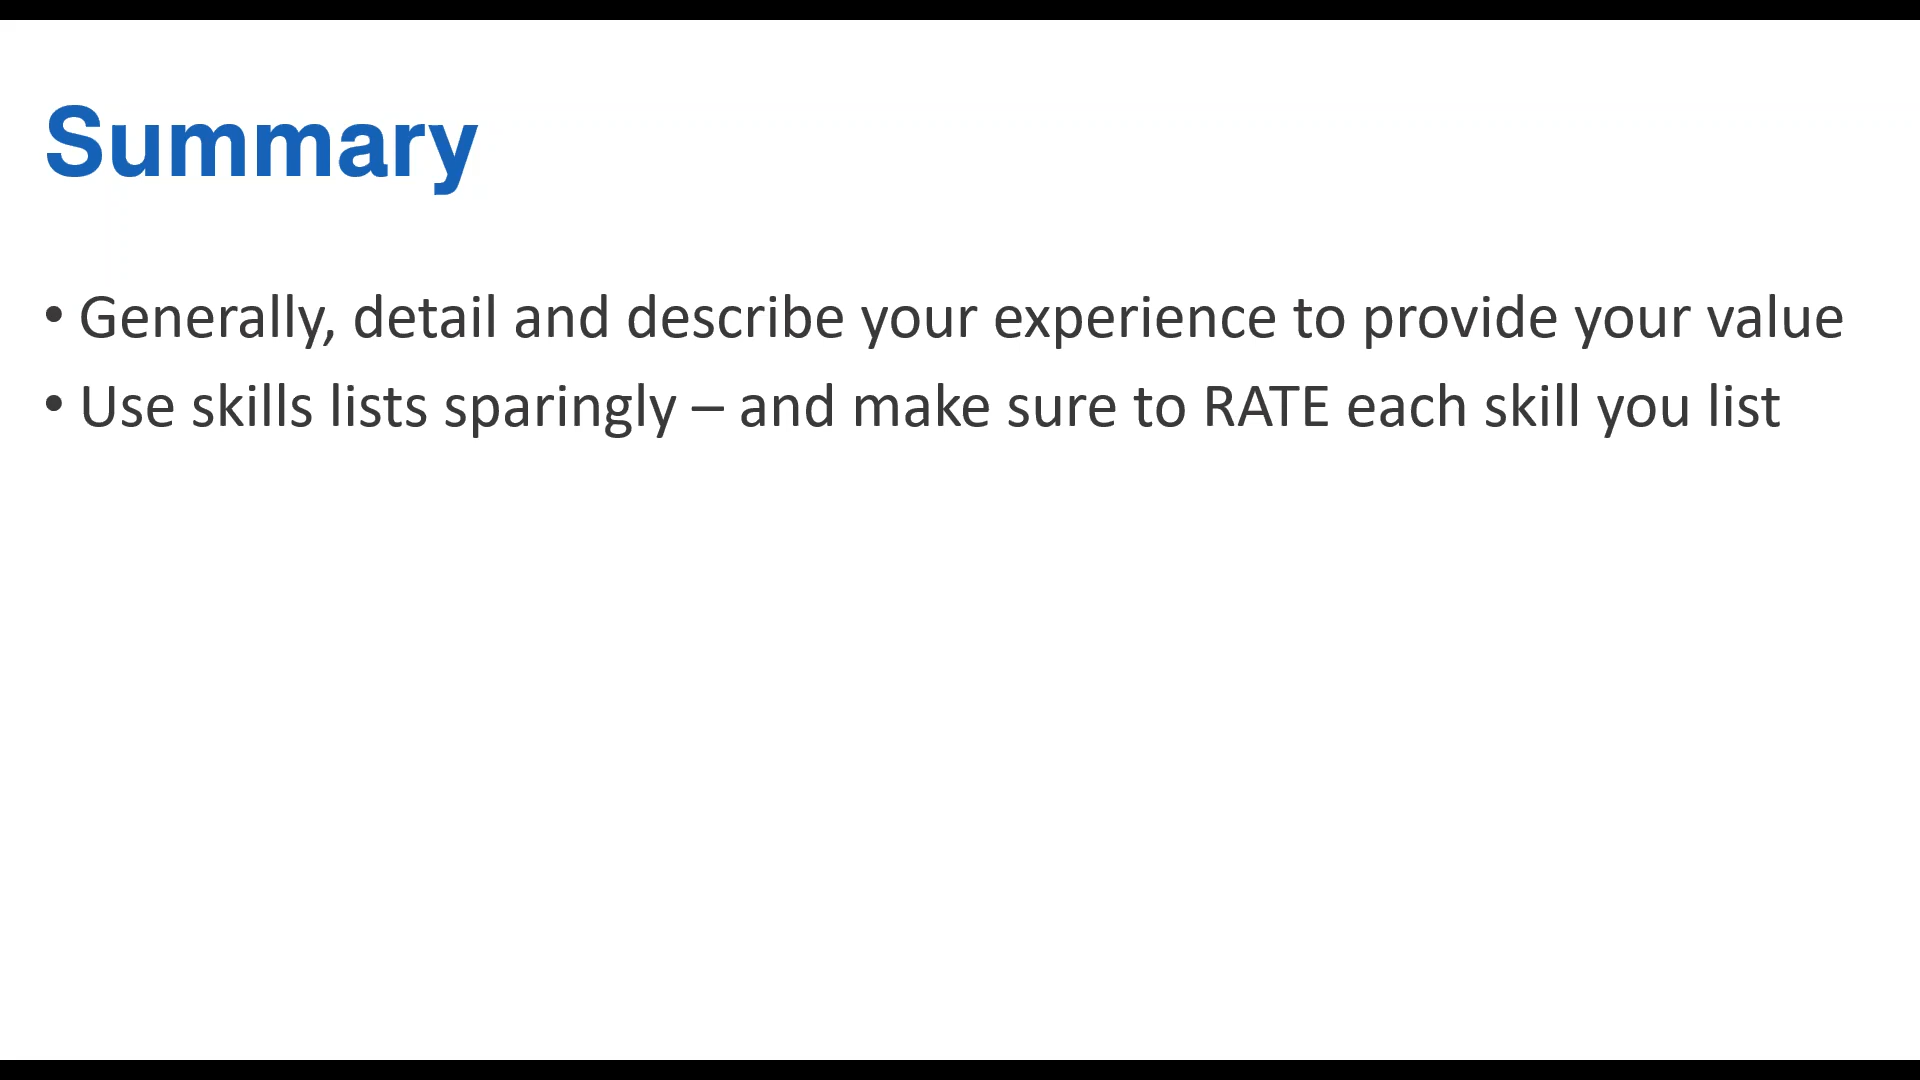 Summary
• Generally, detail and describe your experience to provide your value
• Use skills lists sparingly – and make sure to RATE each skill you list